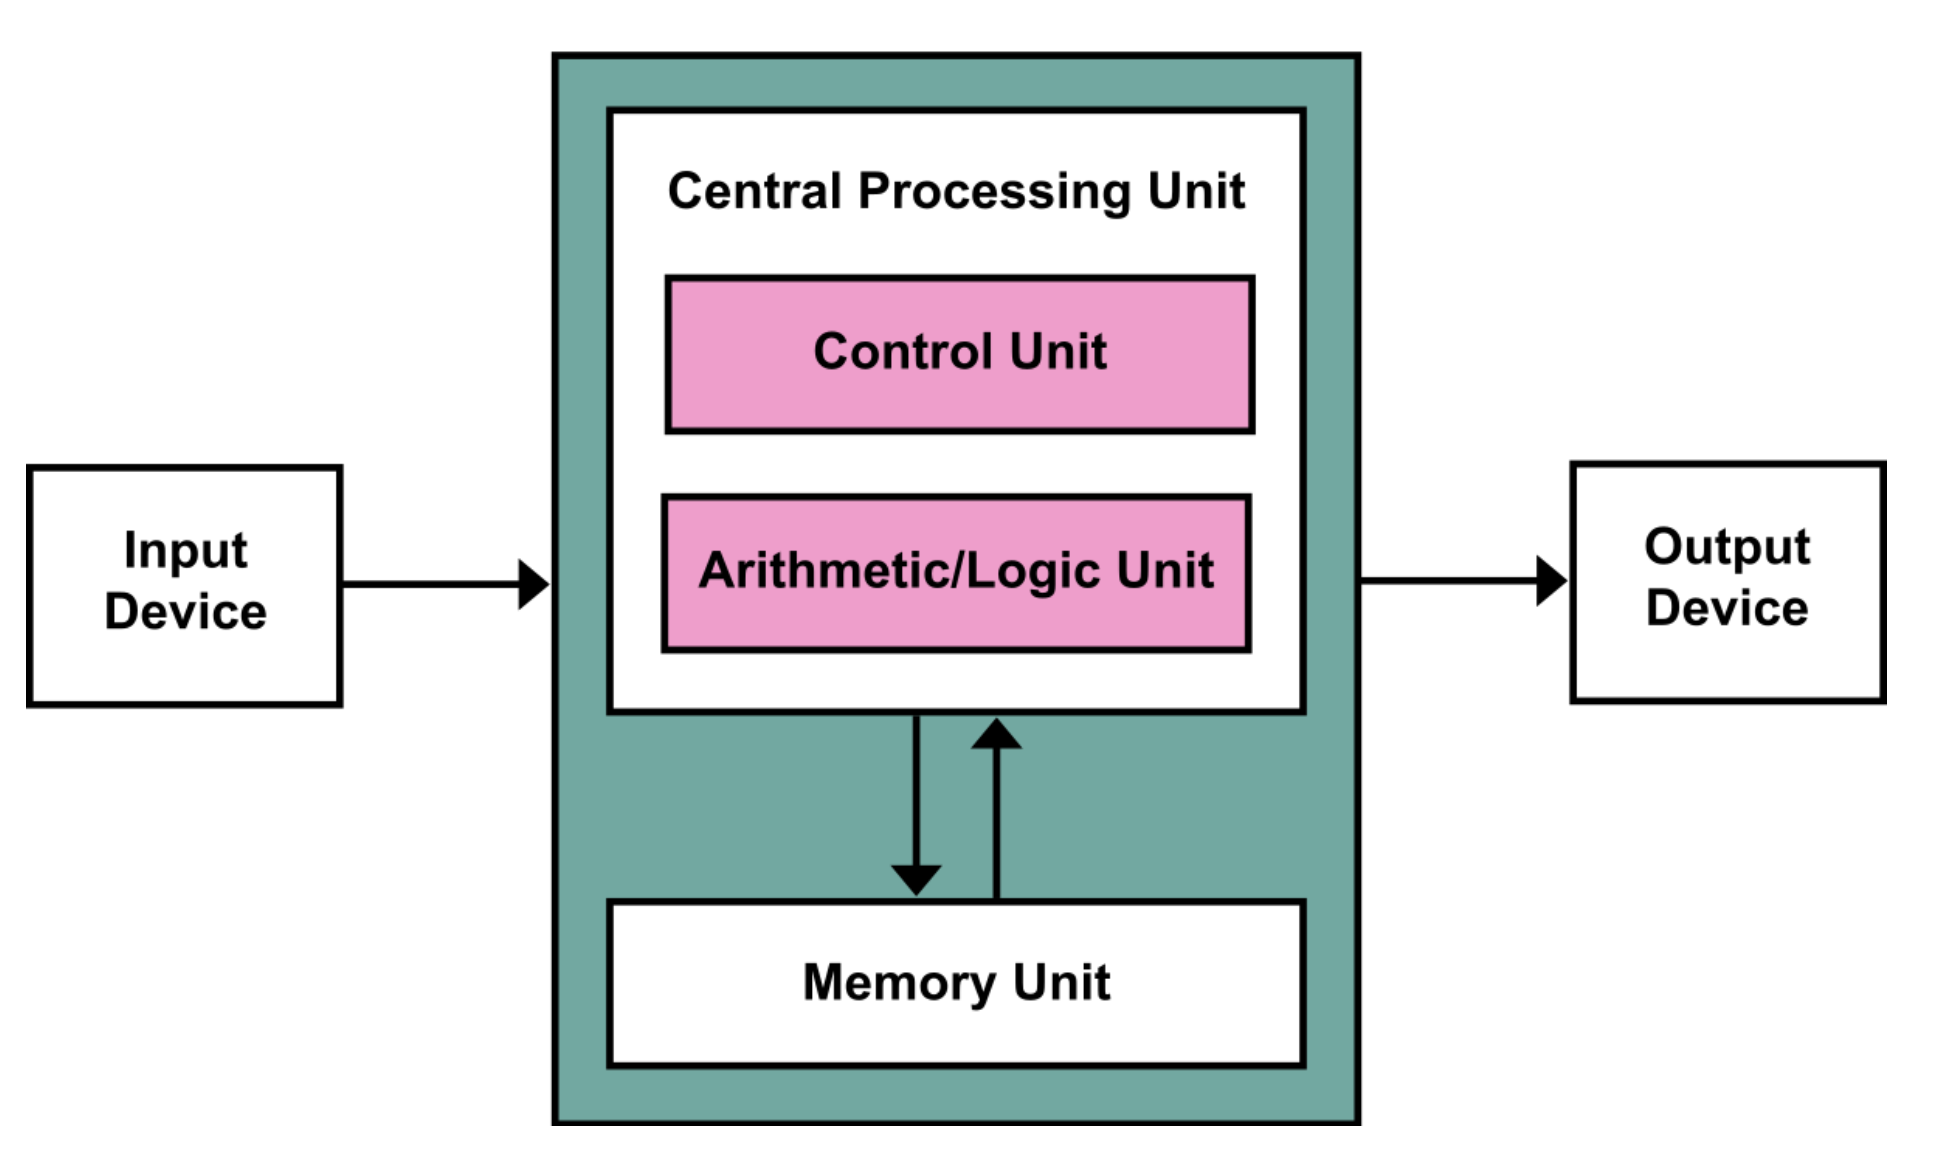 Central Processing Unit
Control Unit
Arithmetic/Logic Unit
Input
Device
Output
Device
Memory Unit